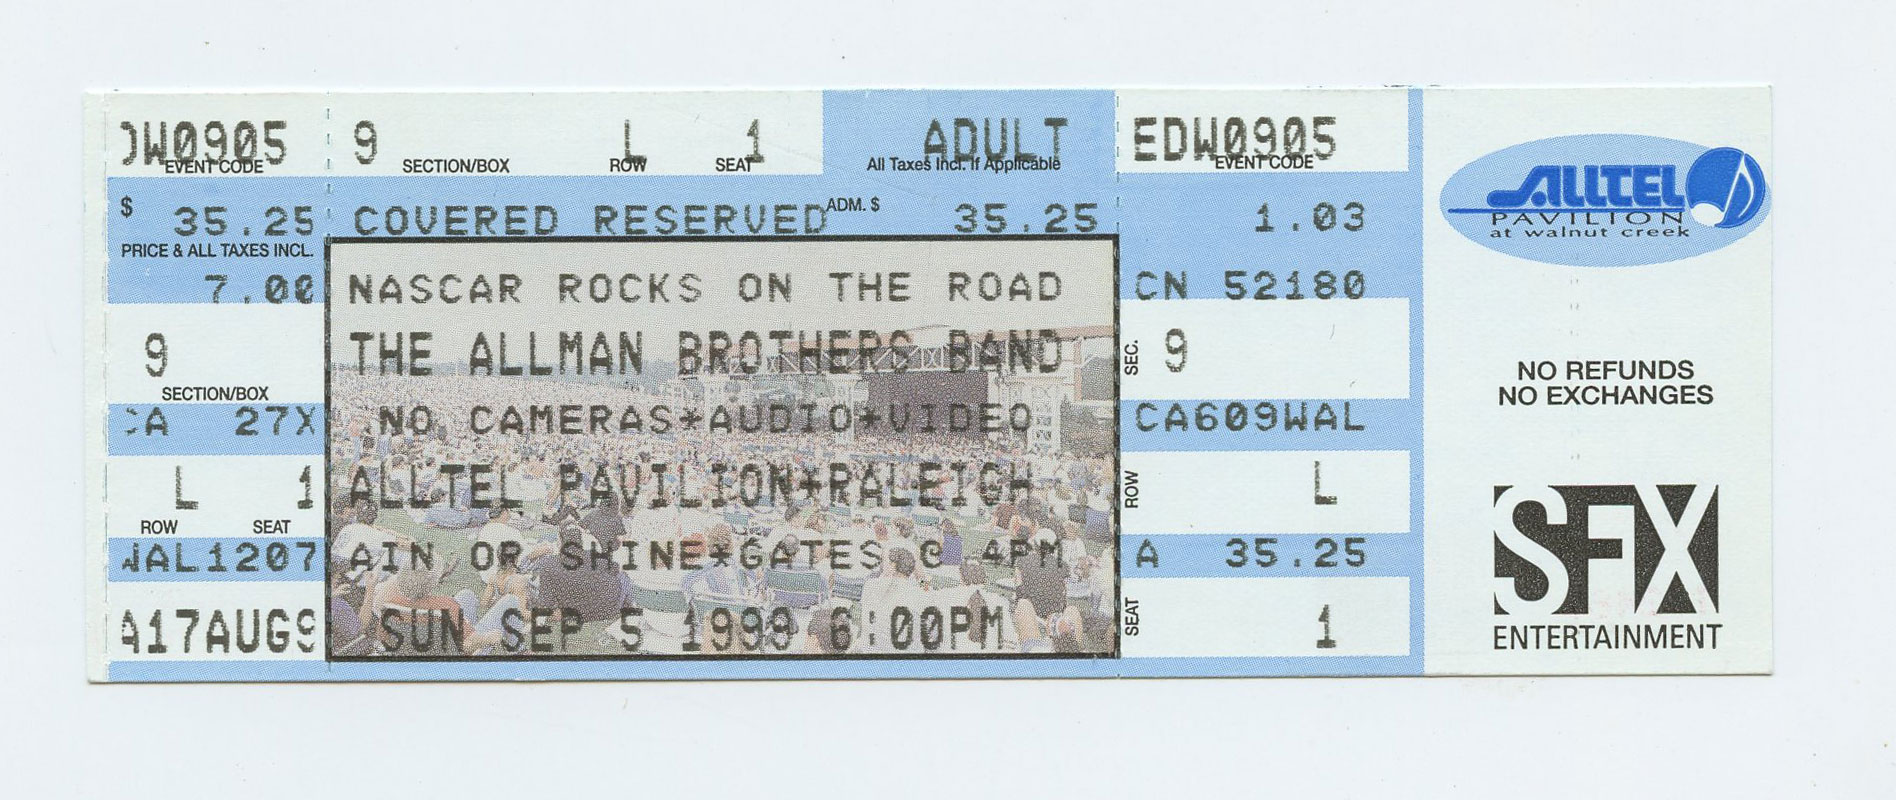 DW0905
EVENT CODE
$ 35.25
PRICE & ALL TAXES INCL.
7.00
9
SECTION/BOX
CA 27X
L 1
ROW SEAT
WAL1207
A17AUG9
9 L 1
SECTION/BOX ROW SEAT
ADULT
All Taxes Incl. If Applicable
COVERED RESERVED ADM. $ 35.25
NASCAR ROCKS ON THE ROAD
THE ALLMAN BROTHERS BAND
.NO CAMERAS*AUDIO*VIDEO
ALLTEL PAVILION*RALEIGH
AIN OR SHINE*GATES @ 4PM
SUN SEP 5 1999 6:00PM
EDW0905
EVENT CODE
1.03
CN 52180
SEC. 9
CA609WAL
ROW L
A 35.25
SEAT 1
ALLTEL
PAVILION
at walnut creek
NO REFUNDS
NO EXCHANGES
SFX
ENTERTAINMENT